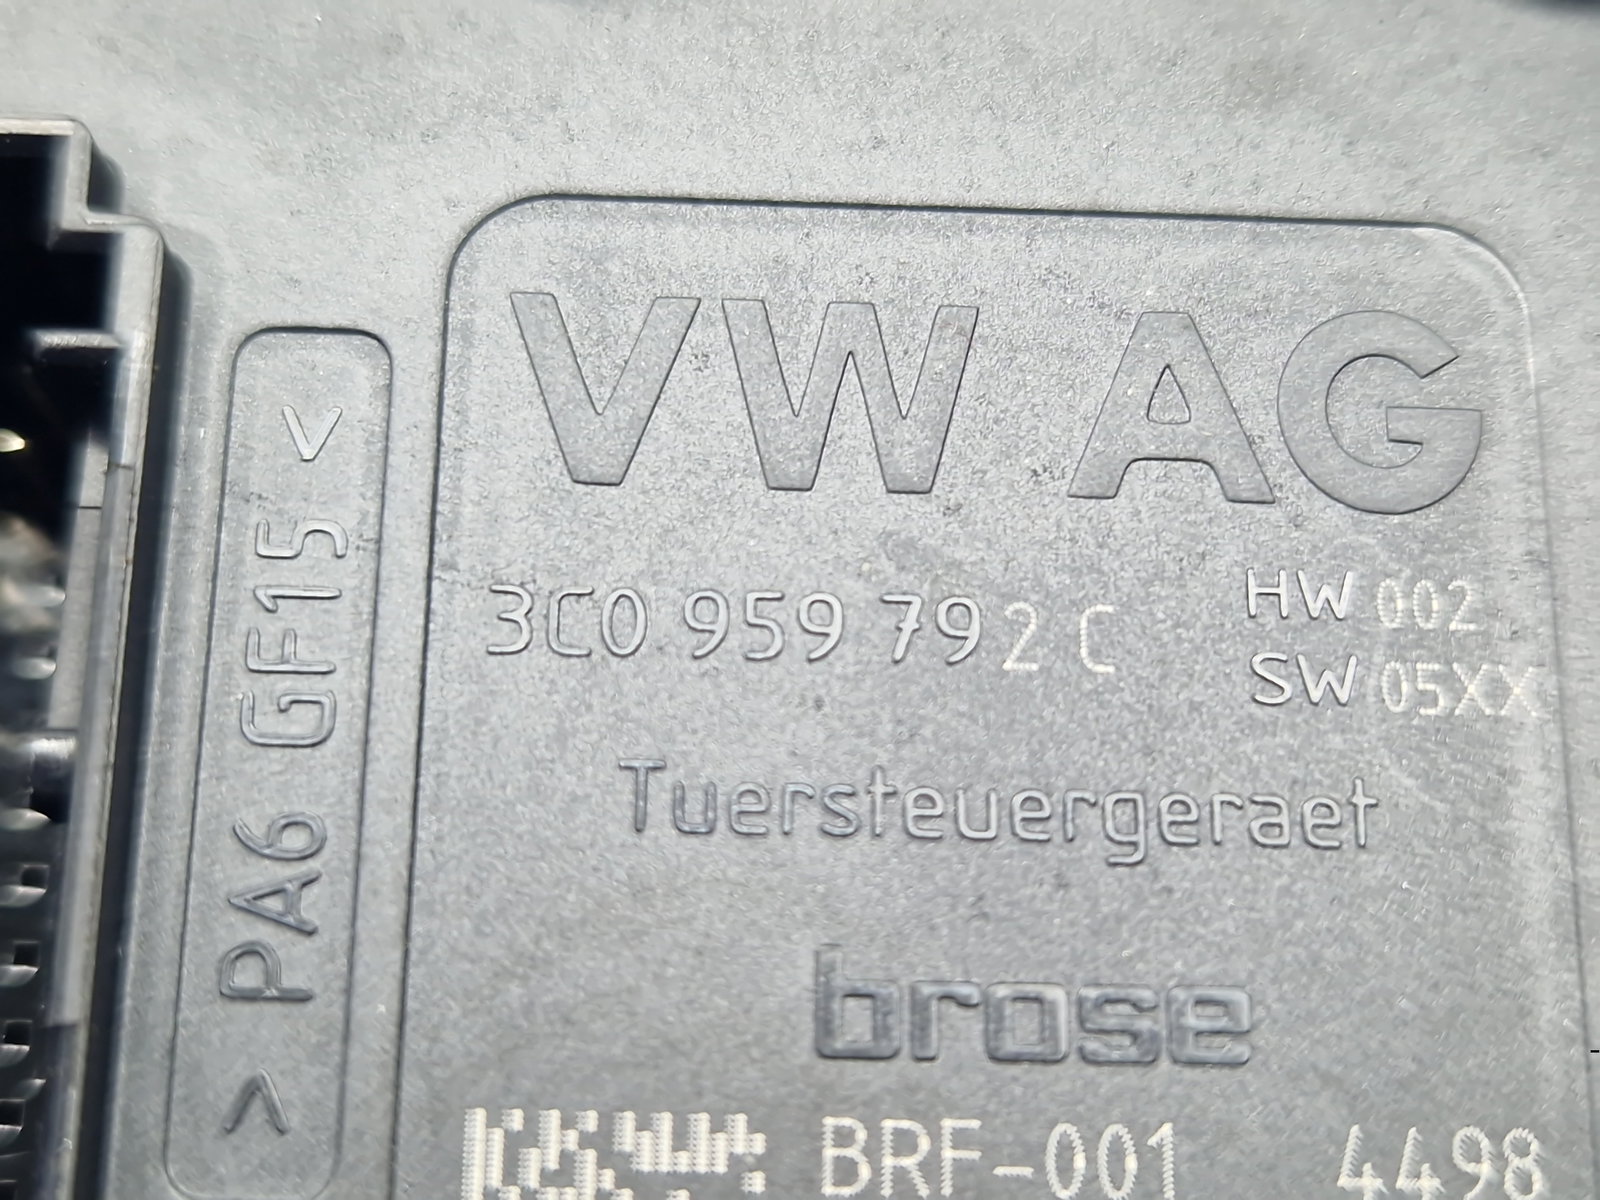 VW AG
3C0 959 792 C
HW 002
SW 05XX
Tuersteuergeraet
brose
BRF-001 4498
>PA6 GF15<